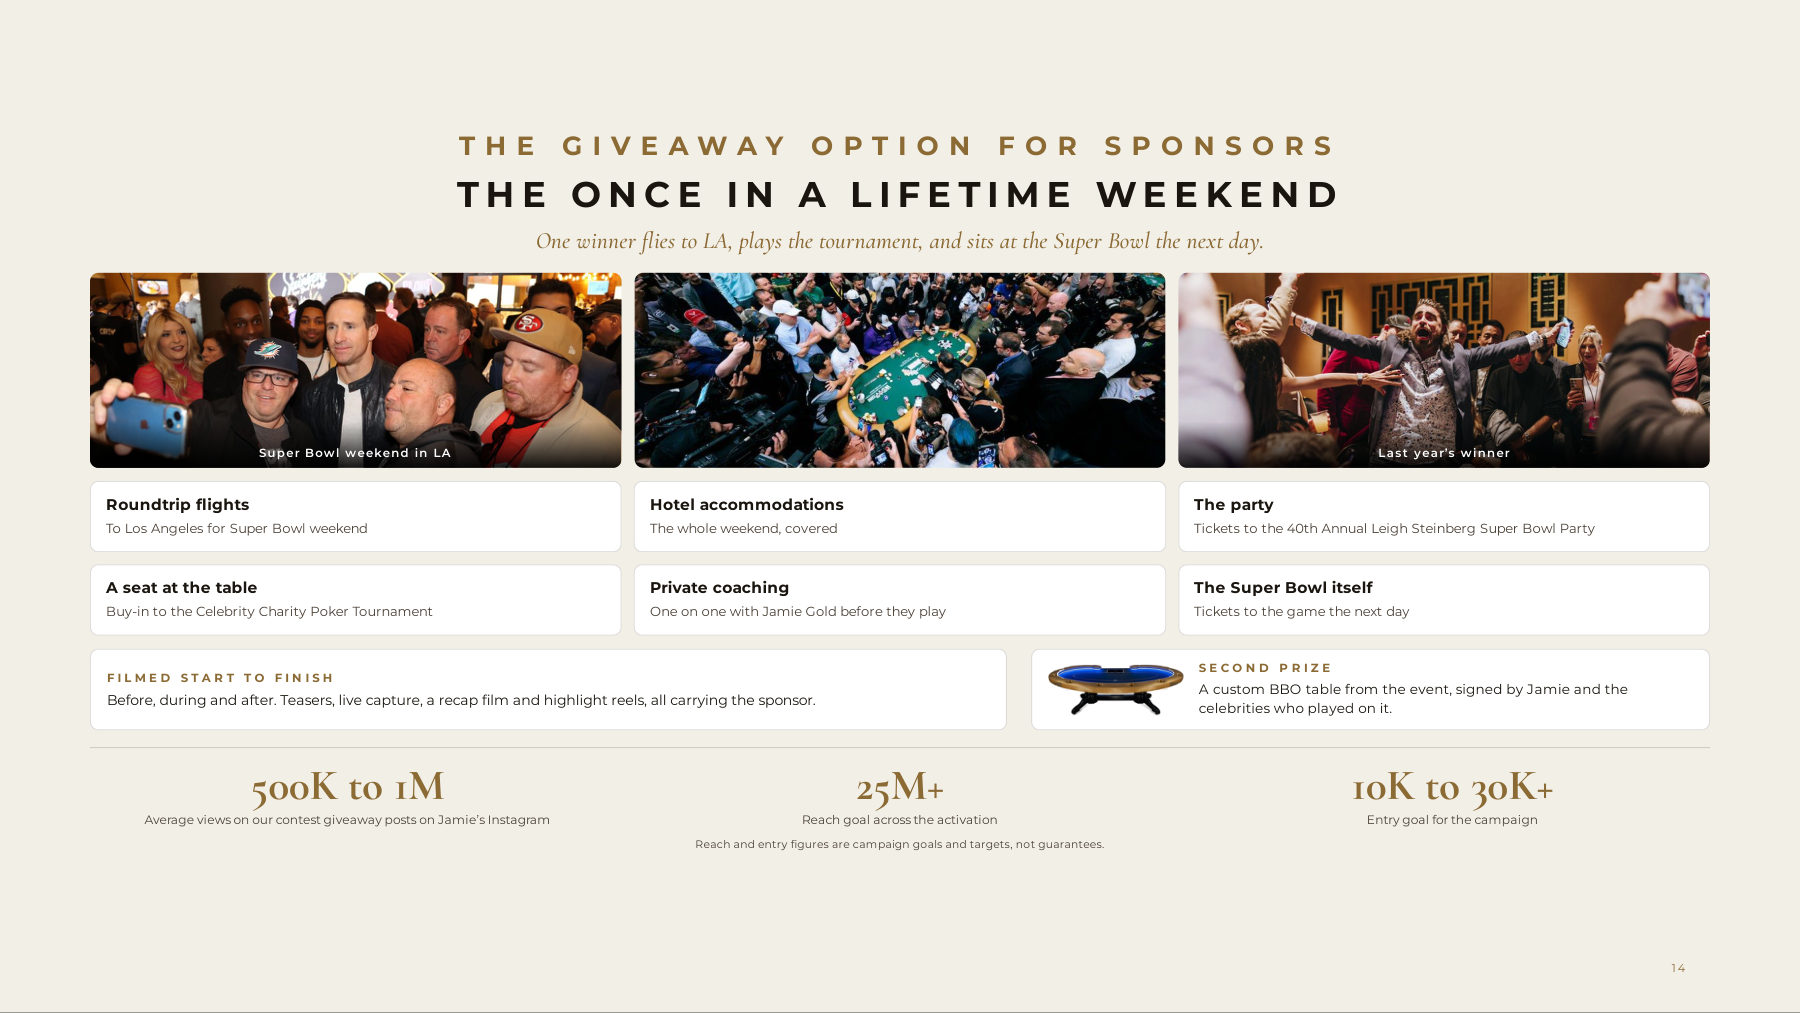 THE GIVEAWAY OPTION FOR SPONSORS
THE ONCE IN A LIFETIME WEEKEND
One winner flies to LA, plays the tournament, and sits at the Super Bowl the next day.
Super Bowl weekend in LA
Last year's winner
Roundtrip flights
To Los Angeles for Super Bowl weekend
Hotel accommodations
The whole weekend, covered
The party
Tickets to the 40th Annual Leigh Steinberg Super Bowl Party
A seat at the table
Buy-in to the Celebrity Charity Poker Tournament
Private coaching
One on one with Jamie Gold before they play
The Super Bowl itself
Tickets to the game the next day
FILMED START TO FINISH
Before, during and after. Teasers, live capture, a recap film and highlight reels, all carrying the sponsor.
SECOND PRIZE
A custom BBO table from the event, signed by Jamie and the
celebrities who played on it.
500K to 1M
Average views on our contest giveaway posts on Jamie's Instagram
25M+
Reach goal across the activation
10K to 30K+
Entry goal for the campaign
Reach and entry figures are campaign goals and targets, not guarantees.
14